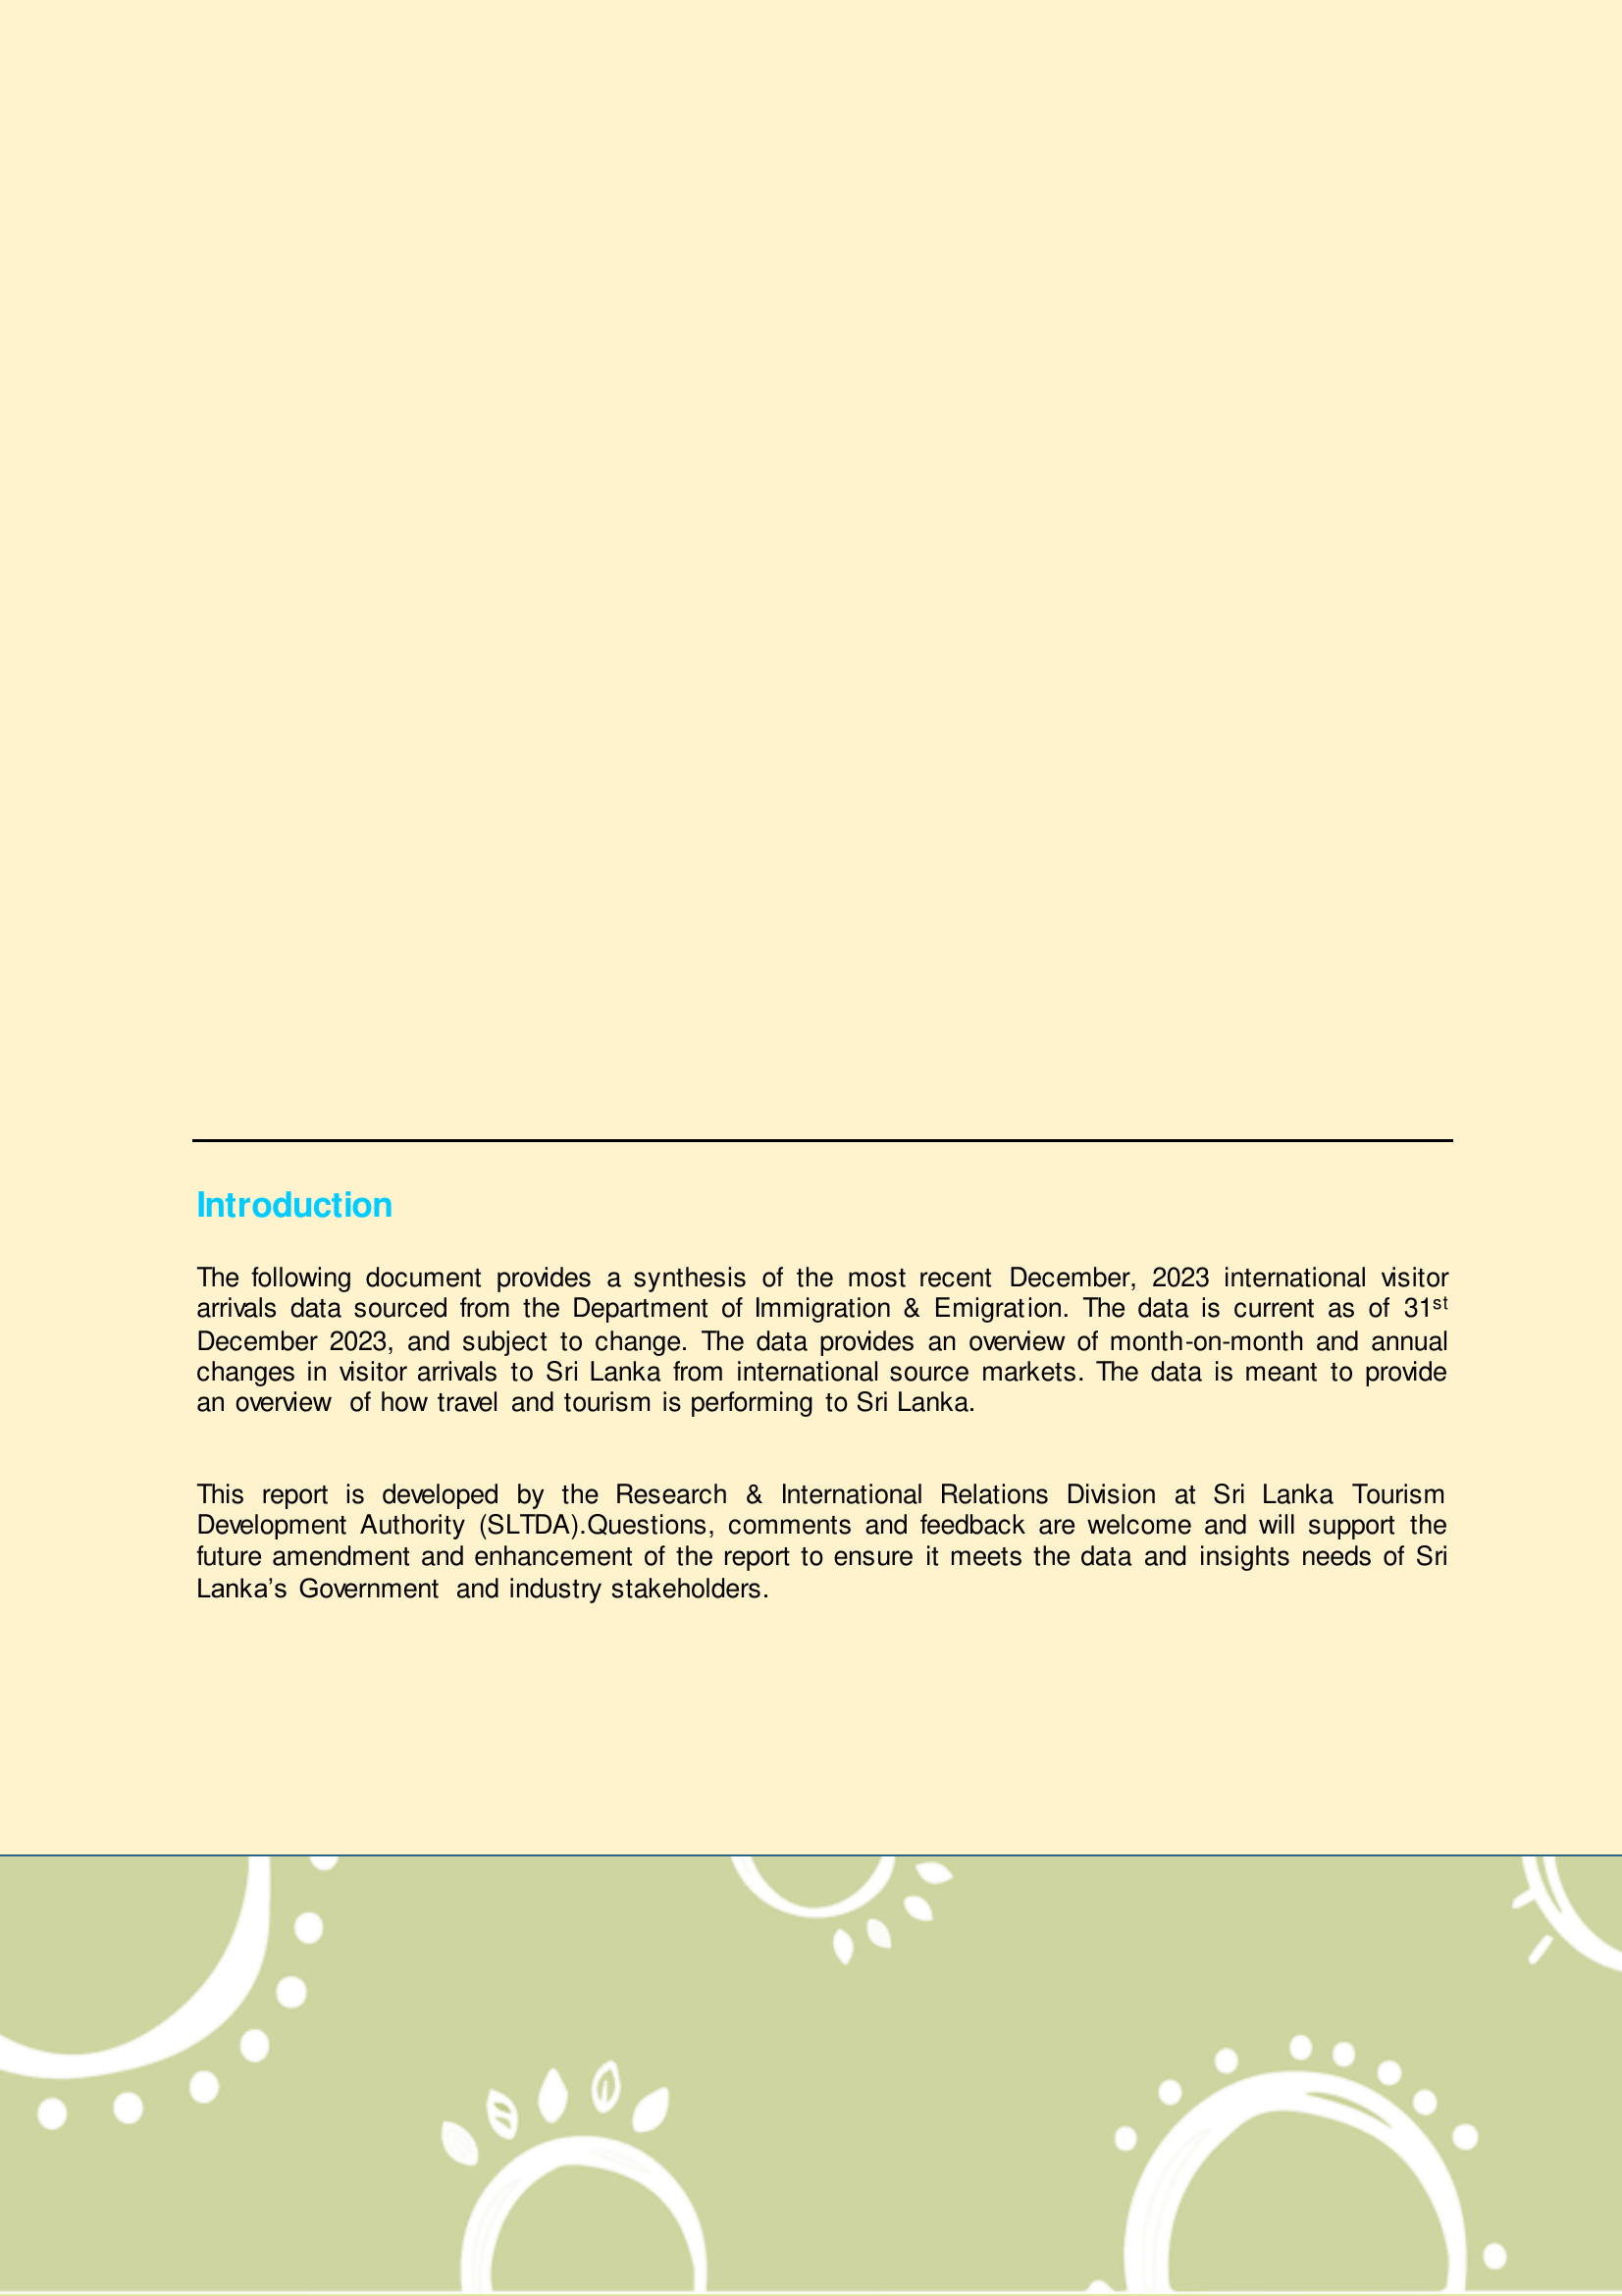 Introduction
The following document provides a synthesis of the most recent December, 2023 international visitor
arrivals data sourced from the Department of Immigration & Emigration. The data is current as of 31st
December 2023, and subject to change. The data provides an overview of month-on-month and annual
changes in visitor arrivals to Sri Lanka from international source markets. The data is meant to provide
an overview of how travel and tourism is performing to Sri Lanka.
This report is developed by the Research & International Relations Division at Sri Lanka Tourism
Development Authority (SLTDA).Questions, comments and feedback are welcome and will support the
future amendment and enhancement of the report to ensure it meets the data and insights needs of Sri
Lanka’s Government and industry stakeholders.